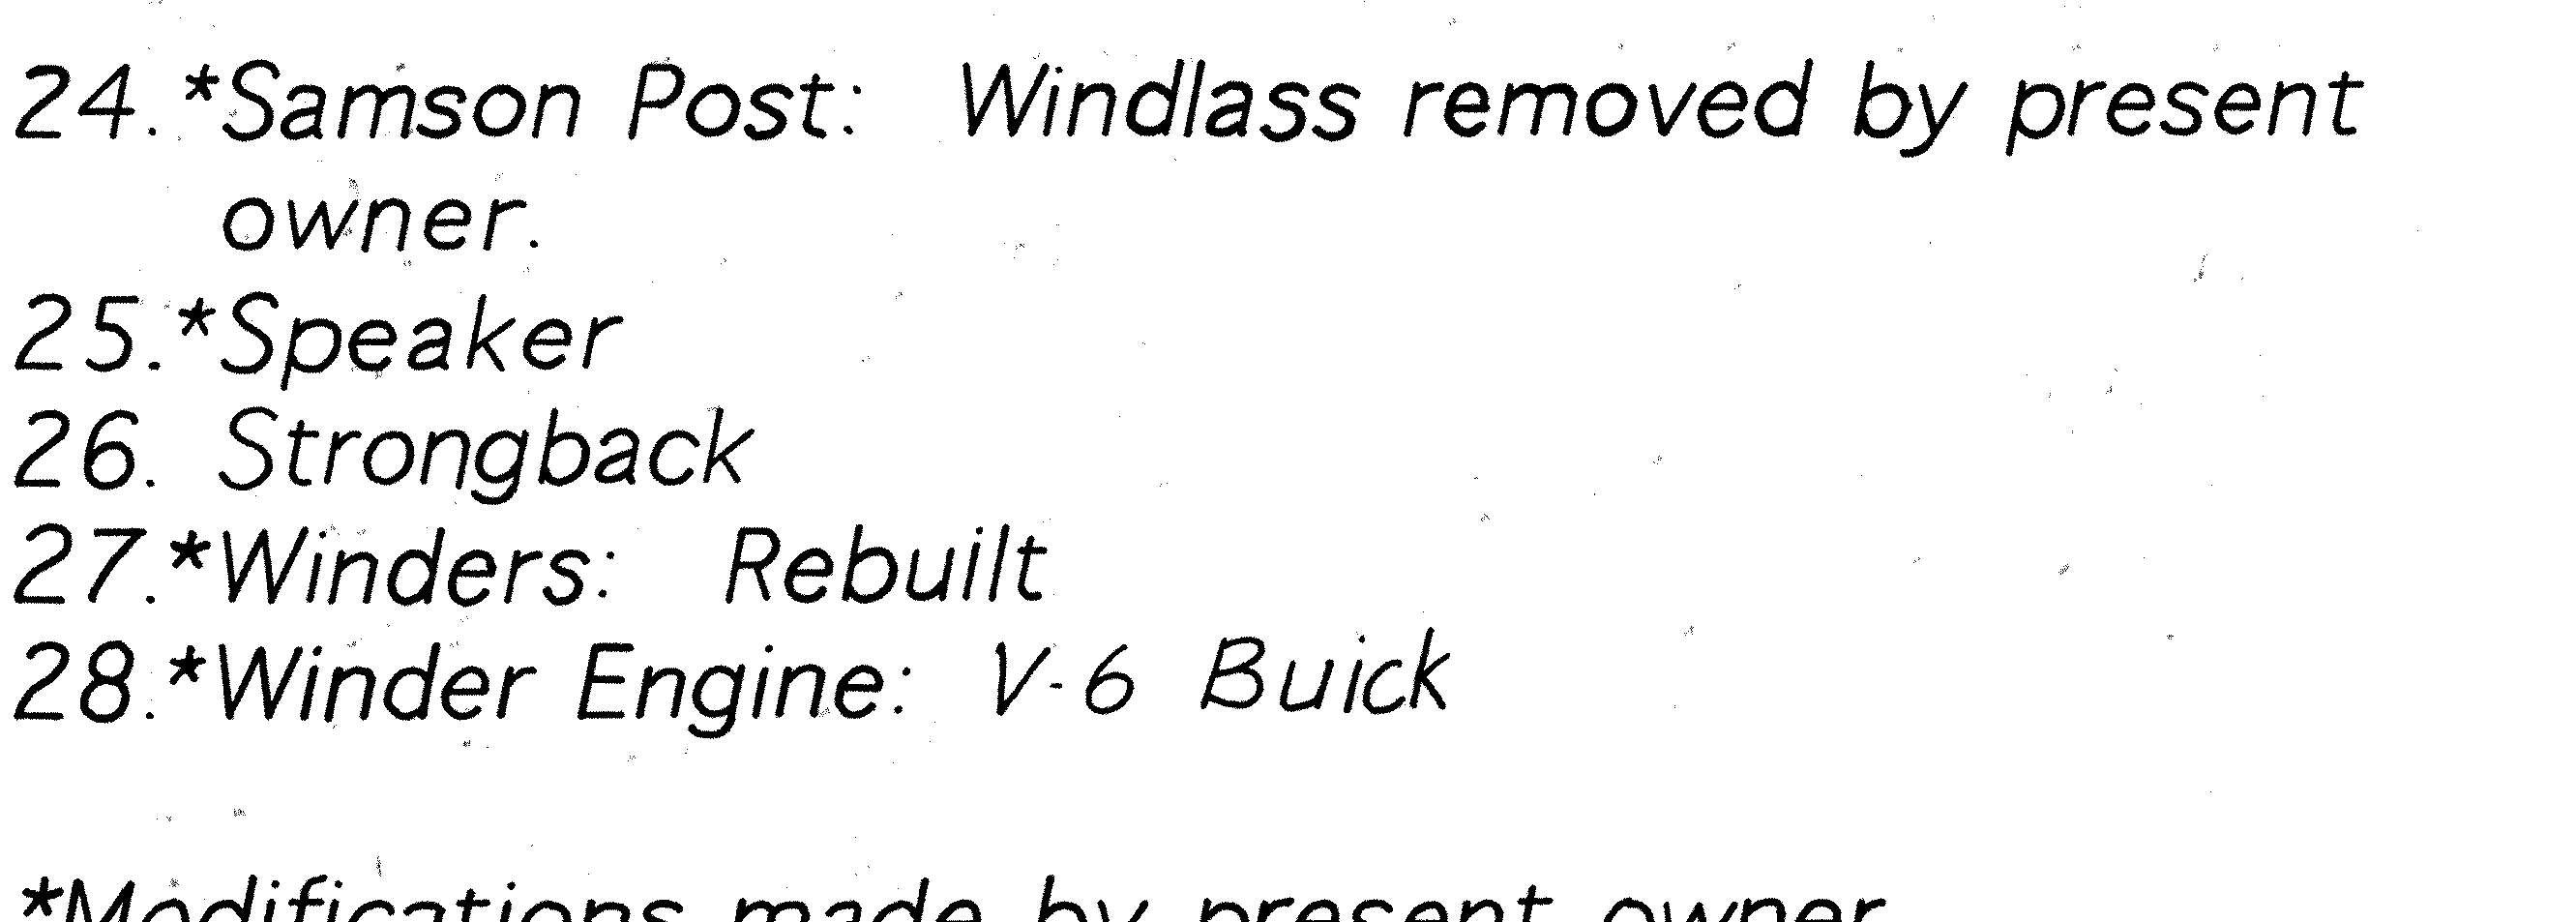 24. *Samson Post: Windlass removed by present
owner.
25. *Speaker
26. Strongback
27. *Winders: Rebuilt
28. *Winder Engine: V-6 Buick
*Modifications made by present owner